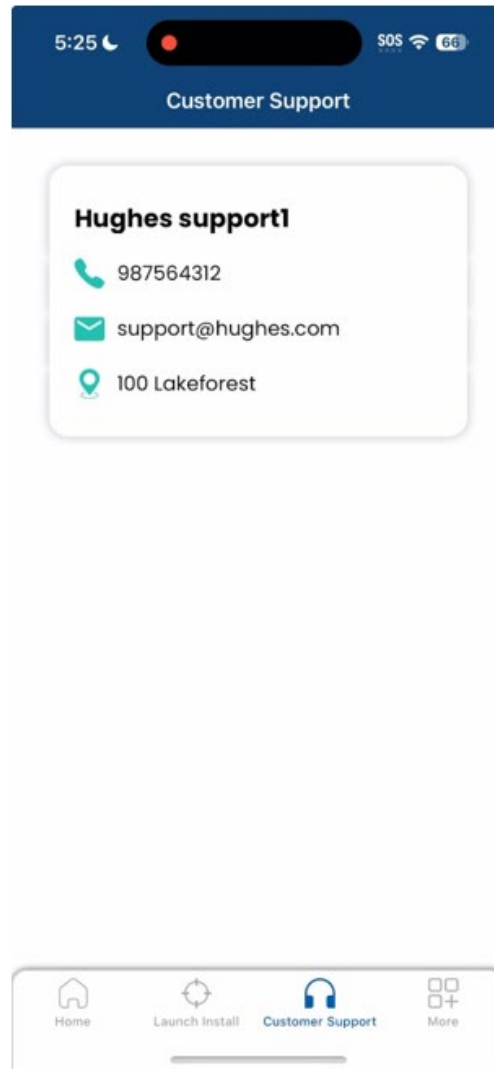 5:25
SOS 66
Customer Support
Hughes support1
987564312
support@hughes.com
100 Lakeforest
Home
Launch Install
Customer Support
More